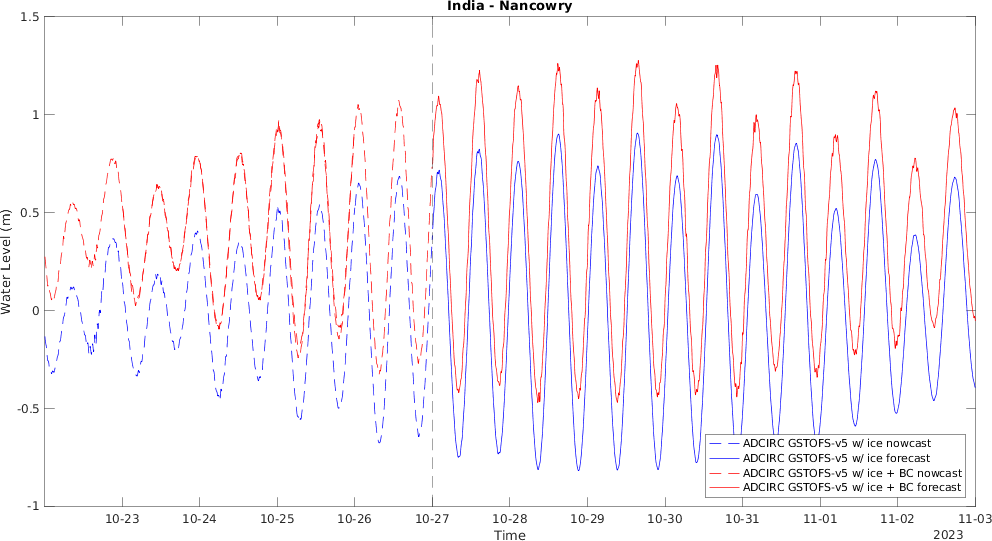 India - Nancowry
1.5
1
0.5
0
-0.5
-1
Water Level (m)
ADCIRC GSTOFS-v5 w/ ice nowcast
ADCIRC GSTOFS-v5 w/ ice forecast
ADCIRC GSTOFS-v5 w/ ice + BC nowcast
ADCIRC GSTOFS-v5 w/ ice + BC forecast
10-23 10-24 10-25 10-26 10-27 10-28 10-29 10-30 10-31 11-01 11-02 11-03
Time
2023